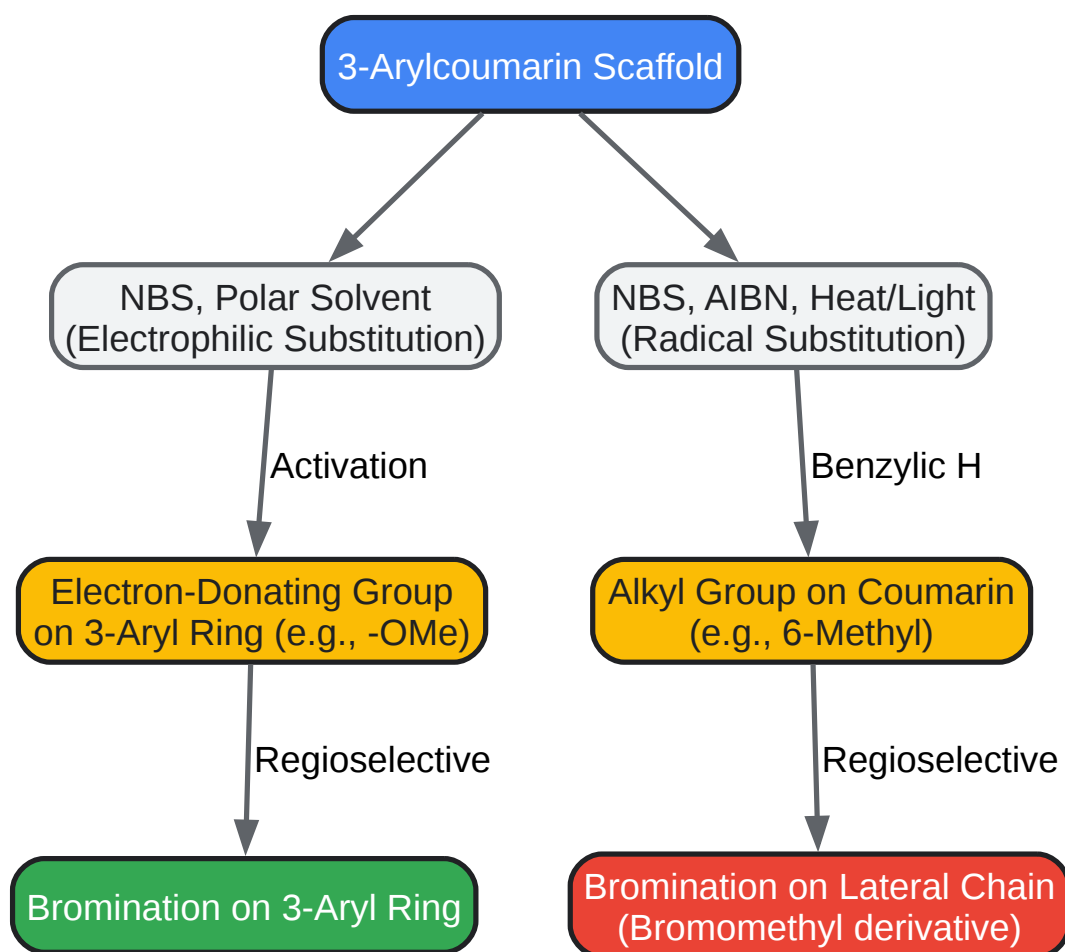 3-Arylcoumarin Scaffold
NBS, Polar Solvent
(Electrophilic Substitution)
NBS, AIBN, Heat/Light
(Radical Substitution)
Activation
Benzylic H
Electron-Donating Group
on 3-Aryl Ring (e.g., -OMe)
Alkyl Group on Coumarin
(e.g., 6-Methyl)
Regioselective
Regioselective
Bromination on 3-Aryl Ring
Bromination on Lateral Chain
(Bromomethyl derivative)